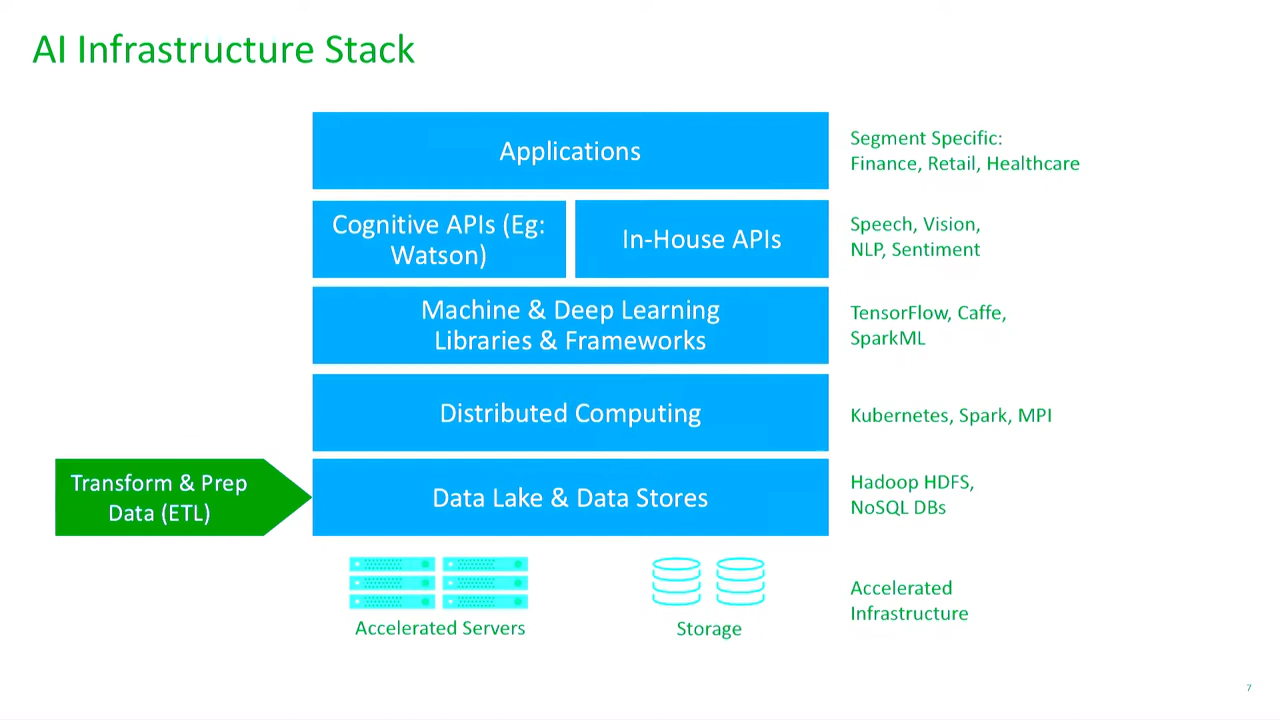 AI Infrastructure Stack
Applications
Segment Specific:
Finance, Retail, Healthcare
Cognitive APIs (Eg:
Watson)
In-House APIs
Speech, Vision,
NLP, Sentiment
Machine & Deep Learning
Libraries & Frameworks
TensorFlow, Caffe,
SparkML
Distributed Computing
Kubernetes, Spark, MPI
Transform & Prep
Data (ETL)
Data Lake & Data Stores
Hadoop HDFS,
NoSQL DBs
Accelerated Servers
Storage
Accelerated
Infrastructure
7